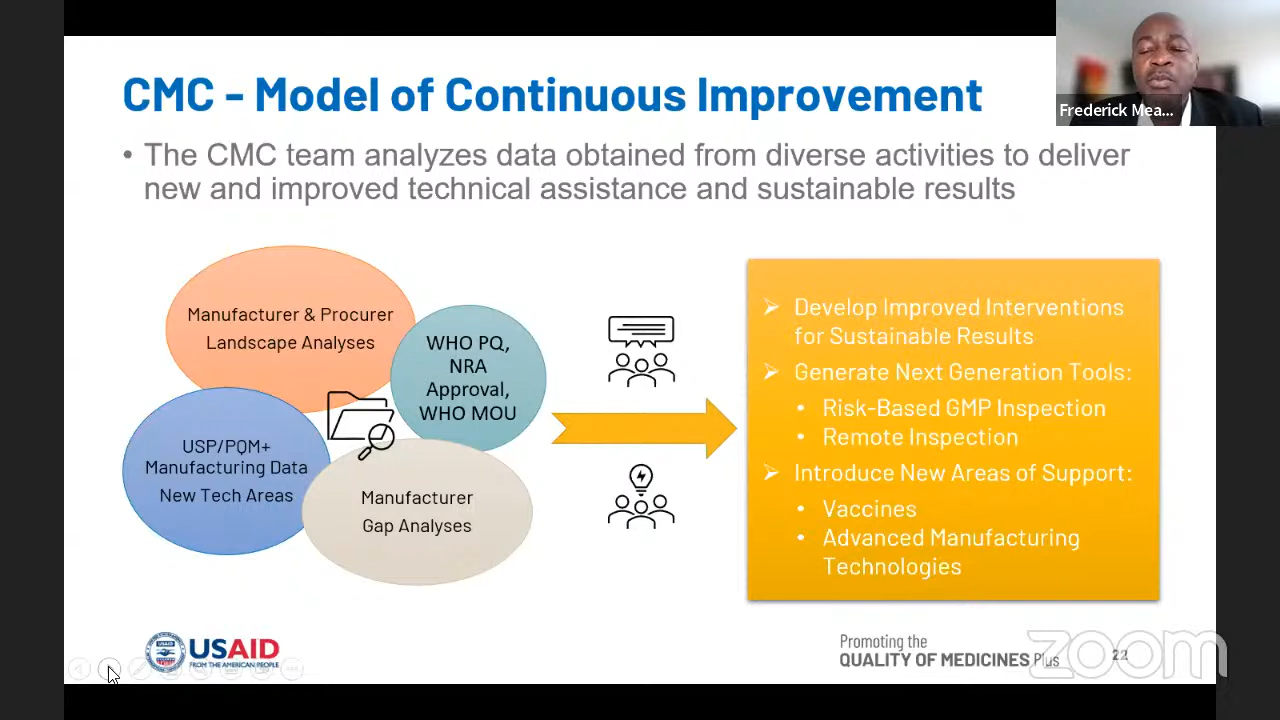 CMC - Model of Continuous Improvement
Frederick Mea...
• The CMC team analyzes data obtained from diverse activities to deliver
new and improved technical assistance and sustainable results
Manufacturer & Procurer
Landscape Analyses
WHO PQ,
NRA
Approval,
WHO MOU
USP/PQM+
Manufacturing Data
New Tech Areas
Manufacturer
Gap Analyses
➢ Develop Improved Interventions
for Sustainable Results
➢ Generate Next Generation Tools:
• Risk-Based GMP Inspection
• Remote Inspection
➢ Introduce New Areas of Support:
• Vaccines
• Advanced Manufacturing
Technologies
USAID
USAID
FROM THE AMERICAN PEOPLE
Promoting the
QUALITY OF MEDICINES Plus
22
zoom